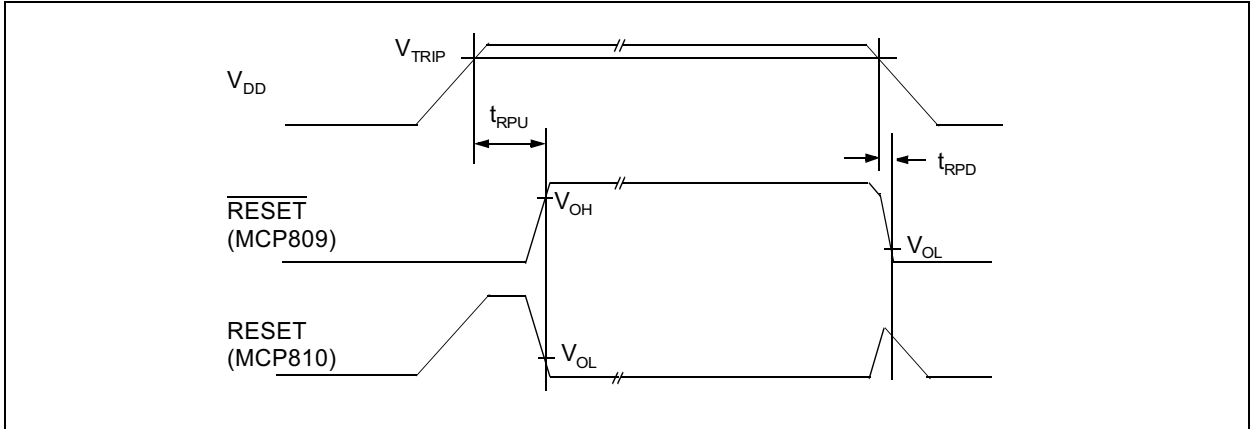 V_TRIP
V_DD
t_RPU
t_RPD
RESET
(MCP809)
V_OH
V_OL
RESET
(MCP810)
V_OL